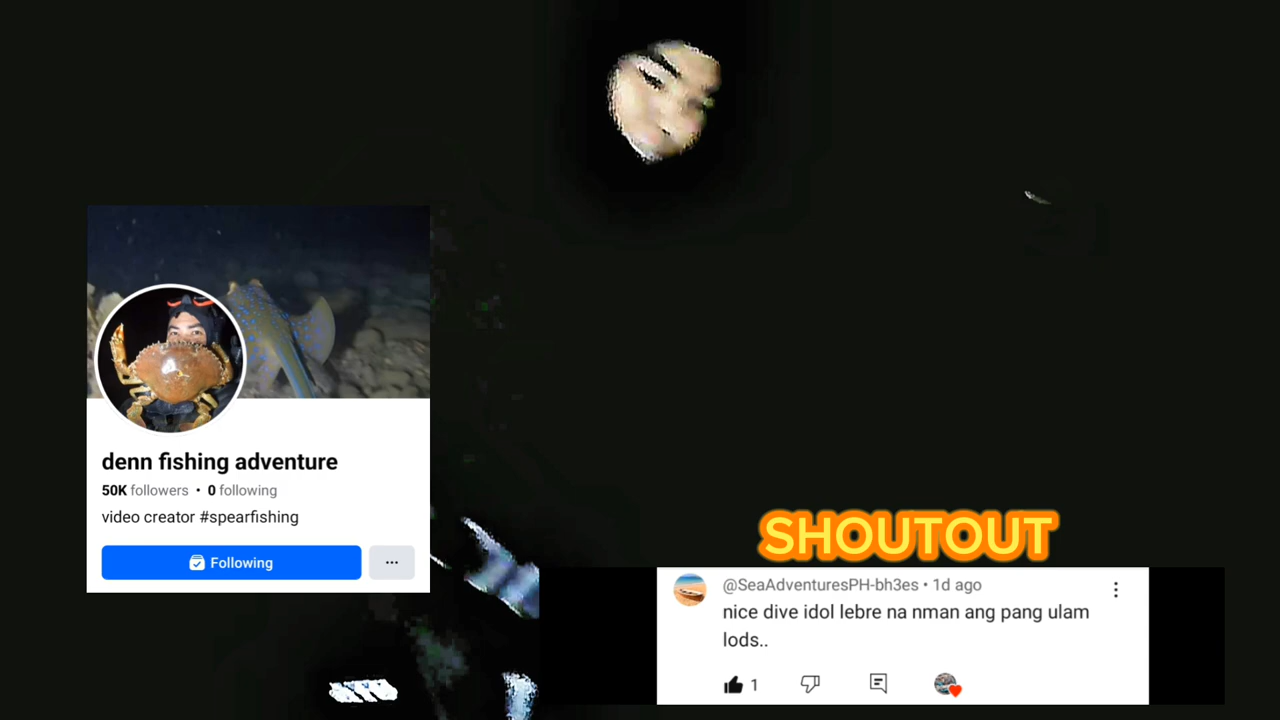 denn fishing adventure
50K followers • 0 following
video creator #spearfishing
Following
SHOUTOUT
@SeaAdventuresPH-bh3es • 1d ago
nice dive idol lebre na nman ang pang ulam
lods..
1